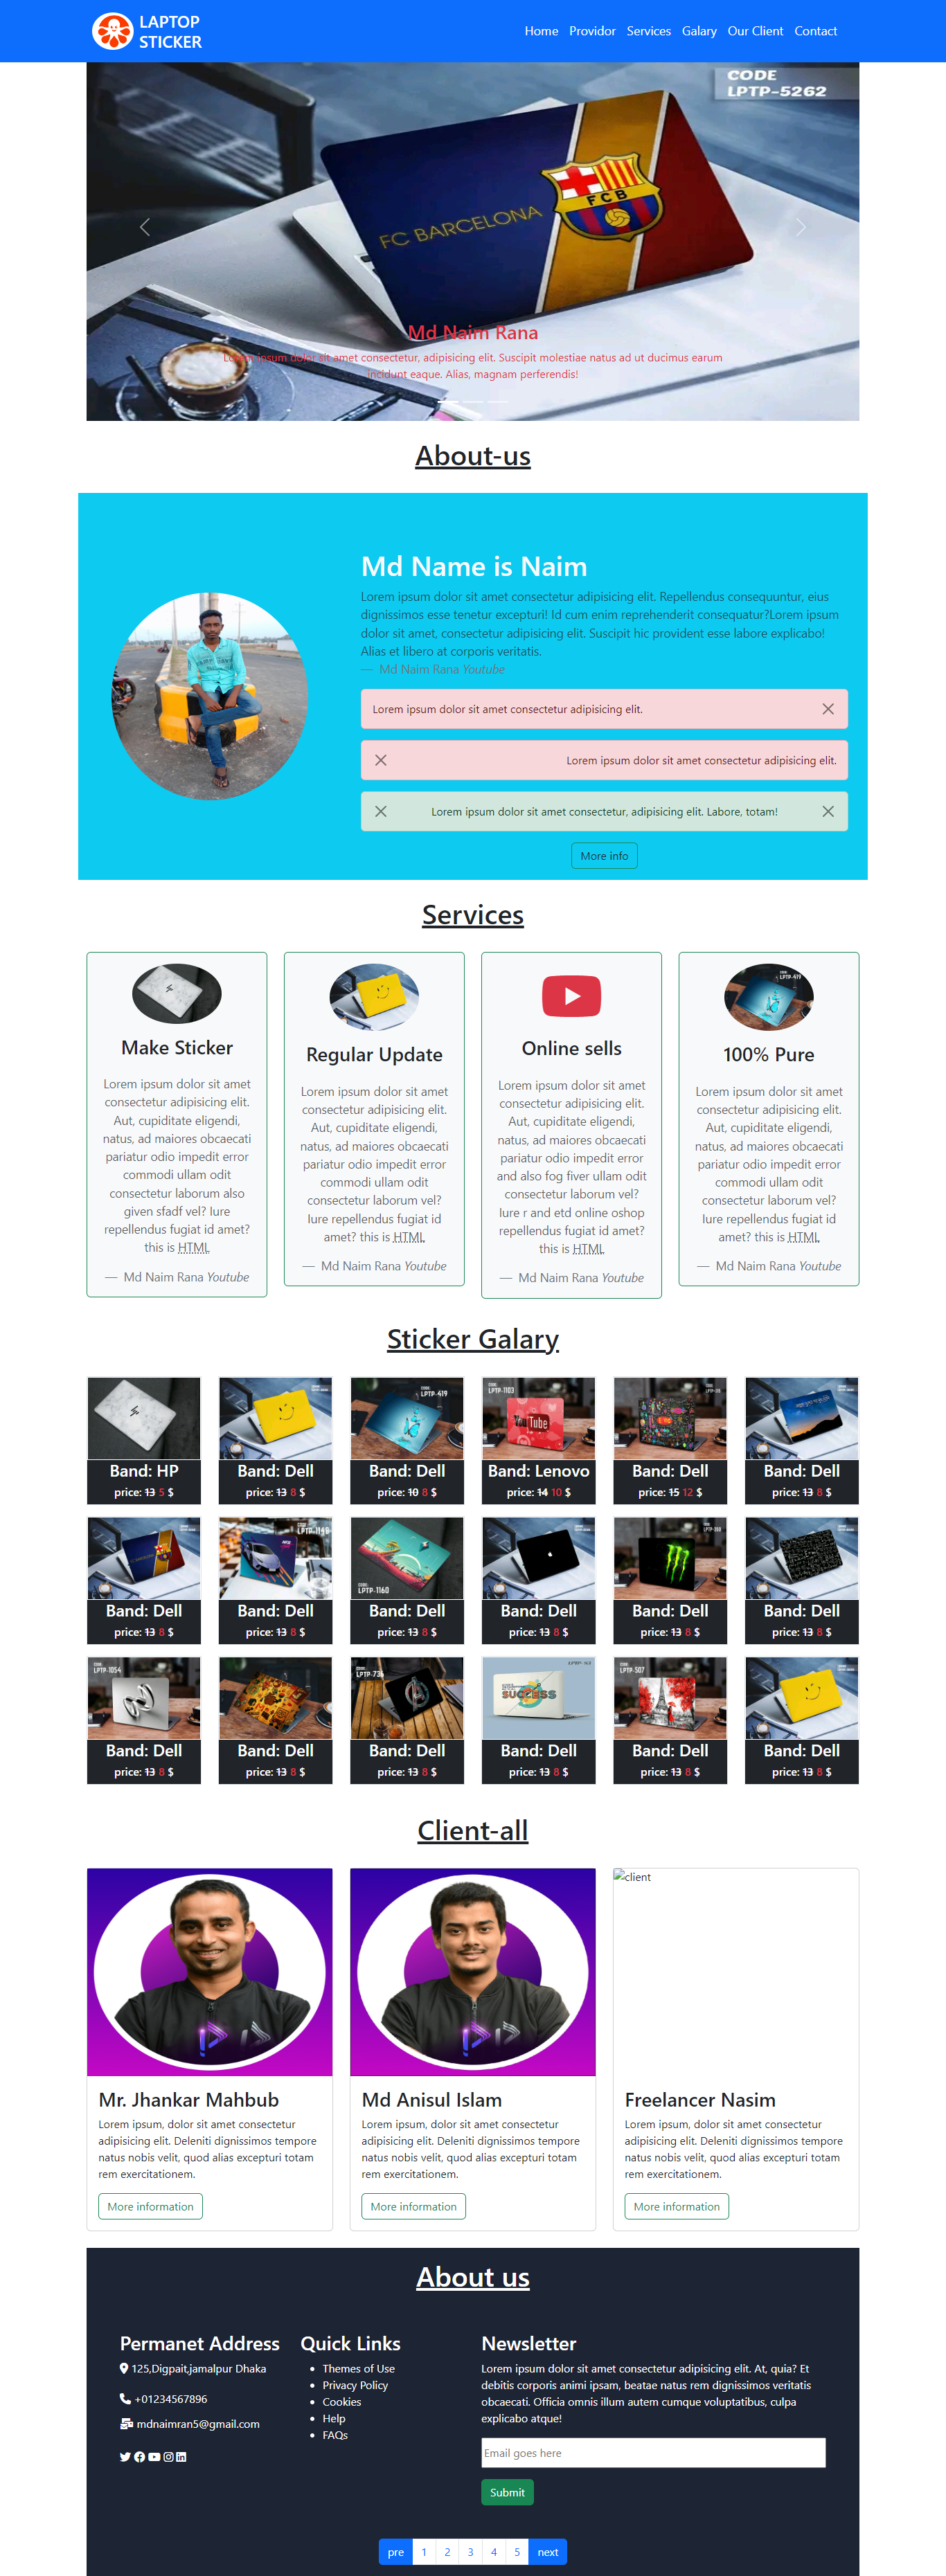 LAPTOP
STICKER
Home Providor Services Galary Our Client Contact
CODE
LPTP-5262
FC BARCELONA
FCB
Md Naim Rana
Lorem ipsum dolor sit amet consectetur, adipisicing elit. Suscipit molestiae natus ad ut ducimus earum
incidunt eaque. Alias, magnam perferendis!
About-us
Md Name is Naim
Lorem ipsum dolor sit amet consectetur adipisicing elit. Repellendus consequuntur, eius
dignissimos esse tenetur excepturi! Id cum enim reprehenderit consequatur?Lorem ipsum
dolor sit amet, consectetur adipisicing elit. Suscipit hic provident esse labore explicabo!
Alias et libero at corporis veritatis.
— Md Naim Rana Youtube
Lorem ipsum dolor sit amet consectetur adipisicing elit.
Lorem ipsum dolor sit amet consectetur adipisicing elit.
Lorem ipsum dolor sit amet consectetur, adipisicing elit. Labore, totam!
More info
Services
Make Sticker
Lorem ipsum dolor sit amet
consectetur adipisicing elit.
Aut, cupiditate eligendi,
natus, ad maiores obcaecati
pariatur odio impedit error
commodi ullam odit
consectetur laborum also
given sfadf vel? Iure
repellendus fugiat id amet?
this is HTML
— Md Naim Rana Youtube
Regular Update
Lorem ipsum dolor sit amet
consectetur adipisicing elit.
Aut, cupiditate eligendi,
natus, ad maiores obcaecati
pariatur odio impedit error
commodi ullam odit
consectetur laborum vel?
Iure repellendus fugiat id
amet? this is HTML
— Md Naim Rana Youtube
Online sells
Lorem ipsum dolor sit amet
consectetur adipisicing elit.
Aut, cupiditate eligendi,
natus, ad maiores obcaecati
pariatur odio impedit error
and also fog fiver ullam odit
consectetur laborum vel?
Iure r and etd online oshop
repellendus fugiat id amet?
this is HTML
— Md Naim Rana Youtube
LPTP-419
100% Pure
Lorem ipsum dolor sit amet
consectetur adipisicing elit.
Aut, cupiditate eligendi,
natus, ad maiores obcaecati
pariatur odio impedit error
commodi ullam odit
consectetur laborum vel?
Iure repellendus fugiat id
amet? this is HTML
— Md Naim Rana Youtube
Sticker Galary
LPTP-419 LPTP-1103
YouTube
Band: HP Band: Dell Band: Dell Band: Lenovo Band: Dell Band: Dell
price: 13 5 $ price: 13 8 $ price: 10 8 $ price: 14 10 $ price: 15 12 $ price: 13 8 $
LPTP-1148
FC BARCELONA
LPTP-1160
Band: Dell Band: Dell Band: Dell Band: Dell Band: Dell Band: Dell
price: 13 8 $ price: 13 8 $ price: 13 8 $ price: 13 8 $ price: 13 8 $ price: 13 8 $
LPTP-1054 LPTP-736 LPTP-507
SUCCESS
Band: Dell Band: Dell Band: Dell Band: Dell Band: Dell Band: Dell
price: 13 8 $ price: 13 8 $ price: 13 8 $ price: 13 8 $ price: 13 8 $ price: 13 8 $
Client-all
client
Mr. Jhankar Mahbub
Lorem ipsum, dolor sit amet consectetur
adipisicing elit. Deleniti dignissimos tempore
natus nobis velit, quod alias excepturi totam
rem exercitationem.
More information
Md Anisul Islam
Lorem ipsum, dolor sit amet consectetur
adipisicing elit. Deleniti dignissimos tempore
natus nobis velit, quod alias excepturi totam
rem exercitationem.
More information
Freelancer Nasim
Lorem ipsum, dolor sit amet consectetur
adipisicing elit. Deleniti dignissimos tempore
natus nobis velit, quod alias excepturi totam
rem exercitationem.
More information
About us
Permanet Address
125,Digpait,jamalpur Dhaka
+01234567896
mdnaimran5@gmail.com
Quick Links
Themes of Use
Privacy Policy
Cookies
Help
FAQs
Newsletter
Lorem ipsum dolor sit amet consectetur adipisicing elit. At, quia? Et
debitis corporis animi ipsam, beatae natus rem dignissimos veritatis
obcaecati. Officia omnis illum autem cumque voluptatibus, culpa
explicabo atque!
Email goes here
Submit
pre 1 2 3 4 5 next